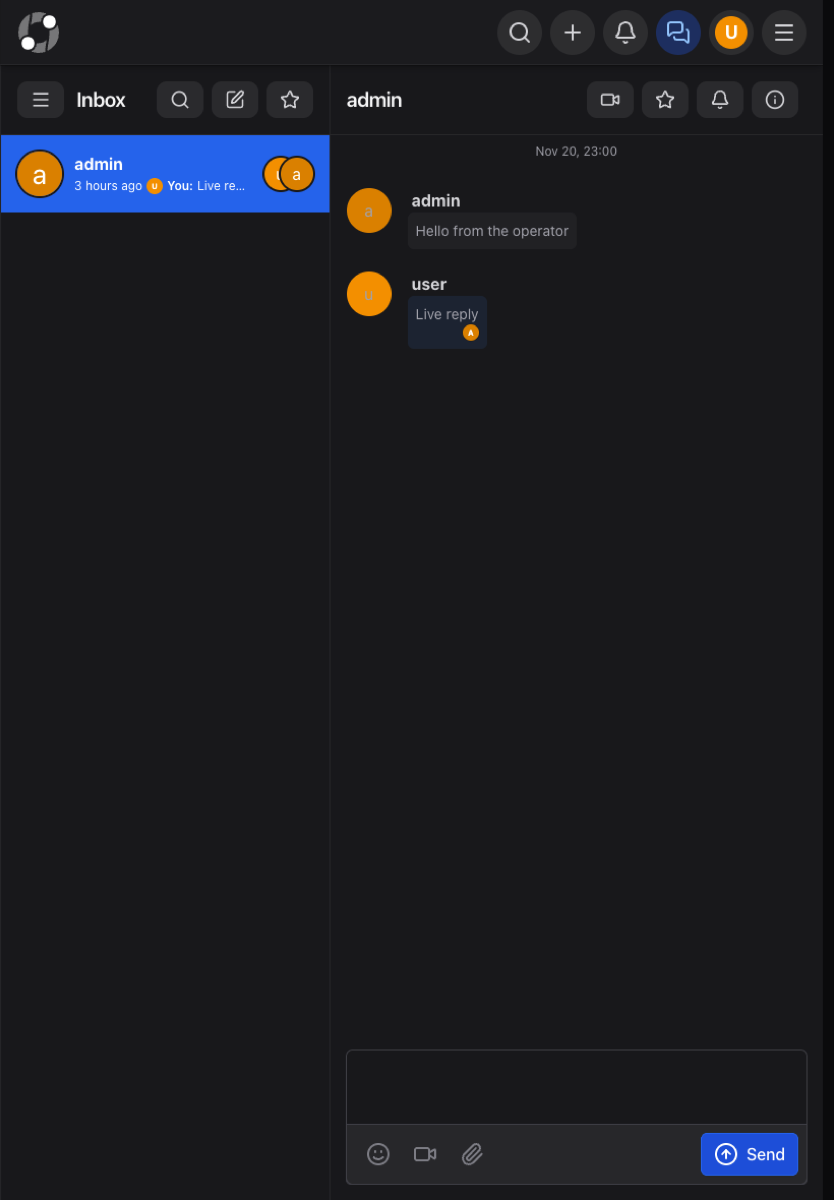 U
Inbox
admin
a
admin
3 hours ago U You: Live re...
a
Nov 20, 23:00
a
admin
Hello from the operator
user
Live reply
A
Send